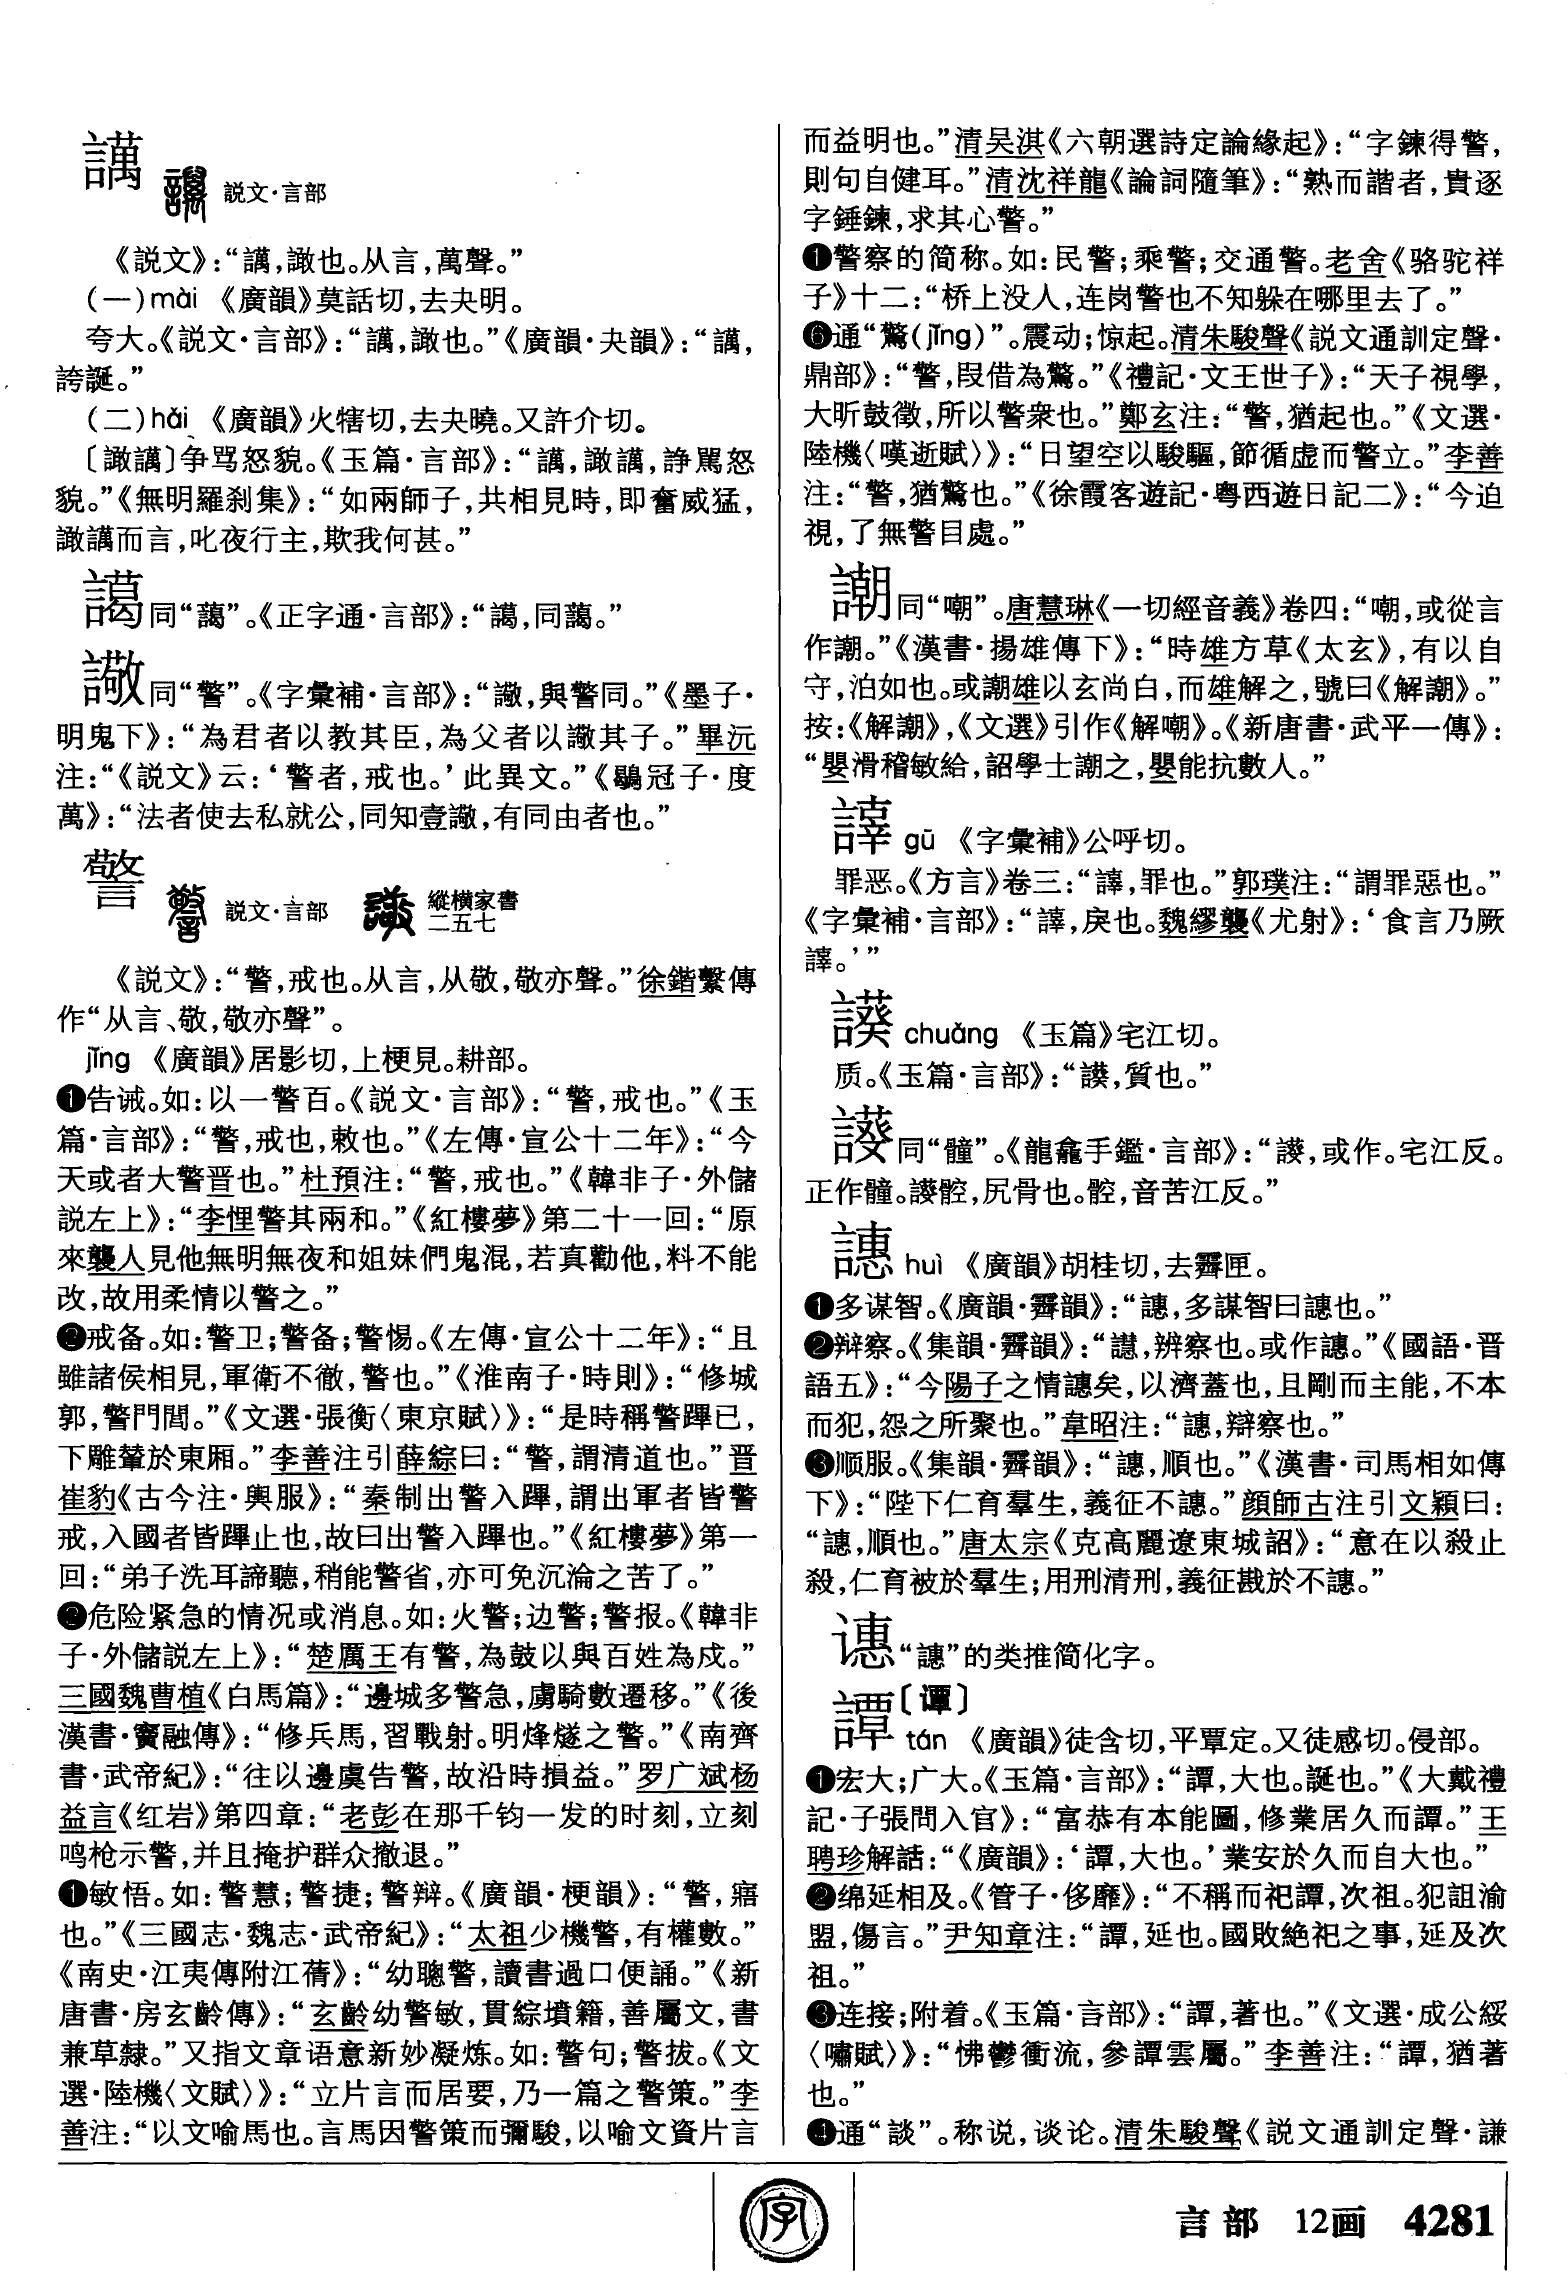 譪 説文·言部
《説文》：“譪，譀也。从言，萬聲。”
(一)mài 《廣韻》莫話切，去夬明。
夸大。《説文·言部》：“譪，譀也。”《廣韻·夬韻》：“譪，
誇誕。”
(二)hǎi 《廣韻》火犗切，去夬曉。又許介切。
〔譀譪〕争骂怒貌。《玉篇·言部》：“譪，譀譪，諍駡怒
貌。”《無明羅刹集》：“如兩師子，共相見時，即奮威猛，
譀譪而言，叱夜行主，欺我何甚。”
同“藹”。《正字通·言部》：“譪，同藹。”
同“警”。《字彙補·言部》：“譤，與警同。”《墨子·
明鬼下》：“為君者以教其臣，為父者以譤其子。”畢沅
注：“《説文》云：‘警者，戒也。’此異文。”《鶡冠子·度
萬》：“法者使去私就公，同知壹譤，有同由者也。”
警 説文·言部 縱横家書
二五七
《説文》：“警，戒也。从言，从敬，敬亦聲。”徐鍇繫傳
作“从言、敬，敬亦聲”。
jǐng 《廣韻》居影切，上梗見。耕部。
❶告诫。如：以一警百。《説文·言部》：“警，戒也。”《玉
篇·言部》：“警，戒也，敕也。”《左傳·宣公十二年》：“今
天或者大警晋也。”杜預注：“警，戒也。”《韓非子·外儲
説左上》：“李悝警其兩和。”《紅樓夢》第二十一回：“原
來襲人見他無明無夜和姐妹們鬼混，若真勸他，料不能
改，故用柔情以警之。”
❷戒备。如：警卫；警备；警惕。《左傳·宣公十二年》：“且
雖諸侯相見，軍衛不徹，警也。”《淮南子·時則》：“修城
郭，警門閭。”《文選·張衡〈東京賦〉》：“是時稱警蹕已，
下雕輦於東厢。”李善注引薛綜曰：“警，謂清道也。”晋
崔豹《古今注·輿服》：“秦制出警入蹕，謂出軍者皆警
戒，入國者皆蹕止也，故曰出警入蹕也。”《紅樓夢》第一
回：“弟子洗耳諦聽，稍能警省，亦可免沉淪之苦了。”
❷危险紧急的情况或消息。如：火警；边警；警报。《韓非
子·外儲説左上》：“楚厲王有警，為鼓以與百姓為戍。”
三國魏曹植《白馬篇》：“邊城多警急，虜騎數遷移。”《後
漢書·竇融傳》：“修兵馬，習戰射。明烽燧之警。”《南齊
書·武帝紀》：“往以邊虞告警，故沿時損益。”罗广斌杨
益言《红岩》第四章：“老彭在那千钧一发的时刻，立刻
鸣枪示警，并且掩护群众撤退。”
❶敏悟。如：警慧；警捷；警辩。《廣韻·梗韻》：“警，寤
也。”《三國志·魏志·武帝紀》：“太祖少機警，有權數。”
《南史·江夷傳附江蒨》：“幼聰警，讀書過口便誦。”《新
唐書·房玄齡傳》：“玄齡幼警敏，貫綜墳籍，善屬文，書
兼草隸。”又指文章语意新妙凝炼。如：警句；警拔。《文
選·陸機〈文賦〉》：“立片言而居要，乃一篇之警策。”李
善注：“以文喻馬也。言馬因警策而彌駿，以喻文資片言
而益明也。”清吴淇《六朝選詩定論緣起》：“字鍊得警，
則句自健耳。”清沈祥龍《論詞隨筆》：“熟而諧者，貴逐
字錘鍊，求其心警。”
❶警察的简称。如：民警；乘警；交通警。老舍《骆驼祥
子》十二：“桥上没人，连岗警也不知躲在哪里去了。”
❻通“驚(jīng)”。震动；惊起。清朱駿聲《説文通訓定聲·
鼎部》：“警，叚借為驚。”《禮記·文王世子》：“天子視學，
大昕鼓徵，所以警衆也。”鄭玄注：“警，猶起也。”《文選·
陸機〈嘆逝賦〉》：“日望空以駿驅，節循虚而警立。”李善
注：“警，猶驚也。”《徐霞客遊記·粤西遊日記二》：“今迫
視，了無警目處。”
謿同“嘲”。唐慧琳《一切經音義》卷四：“嘲，或從言
作謿。”《漢書·揚雄傳下》：“時雄方草《太玄》，有以自
守，泊如也。或謿雄以玄尚白，而雄解之，號曰《解謿》。”
按：《解謿》，《文選》引作《解嘲》。《新唐書·武平一傳》：
“嬰滑稽敏給，詔學士謿之，嬰能抗數人。”
gū 《字彙補》公呼切。
罪恶。《方言》卷三：“䜼，罪也。”郭璞注：“謂罪惡也。”
《字彙補·言部》：“䜼，戾也。魏繆襲《尤射》：‘食言乃厥
䜼。’”
chuǎng 《玉篇》宅江切。
质。《玉篇·言部》：“，質也。”
同“䯜”。《龍龕手鑑·言部》：“，或作。宅江反。
正作䯜。䯚，尻骨也。䯚，音苦江反。”
譓 huì 《廣韻》胡桂切，去霽匣。
❶多谋智。《廣韻·霽韻》：“譓，多謀智曰譓也。”
❷辩察。《集韻·霽韻》：“譿，辨察也。或作譓。”《國語·晋
語五》：“今陽子之情譓矣，以濟蓋也，且剛而主能，不本
而犯，怨之所聚也。”韋昭注：“譓，辯察也。”
❸顺服。《集韻·霽韻》：“譓，順也。”《漢書·司馬相如傳
下》：“陛下仁育羣生，義征不譓。”顔師古注引文穎曰：
“譓，順也。”唐太宗《克高麗遼東城詔》：“意在以殺止
殺，仁育被於羣生；用刑清刑，義征戡於不譓。”
“譓”的类推简化字。
譚〔谭〕
tán 《廣韻》徒含切，平覃定。又徒感切。侵部。
❶宏大；广大。《玉篇·言部》：“譚，大也。誕也。”《大戴禮
記·子張問入官》：“富恭有本能圖，修業居久而譚。”王
聘珍解詁：“《廣韻》：‘譚，大也。’業安於久而自大也。”
❷绵延相及。《管子·侈靡》：“不稱而祀譚，次祖。犯詛渝
盟，傷言。”尹知章注：“譚，延也。國敗絶祀之事，延及次
祖。”
❸连接；附着。《玉篇·言部》：“譚，著也。”《文選·成公綏
〈嘯賦〉》：“怫鬱衝流，參譚雲屬。”李善注：“譚，猶著
也。”
❹通“談”。称说，谈论。清朱駿聲《説文通訓定聲·謙
字
言部 12画 4281